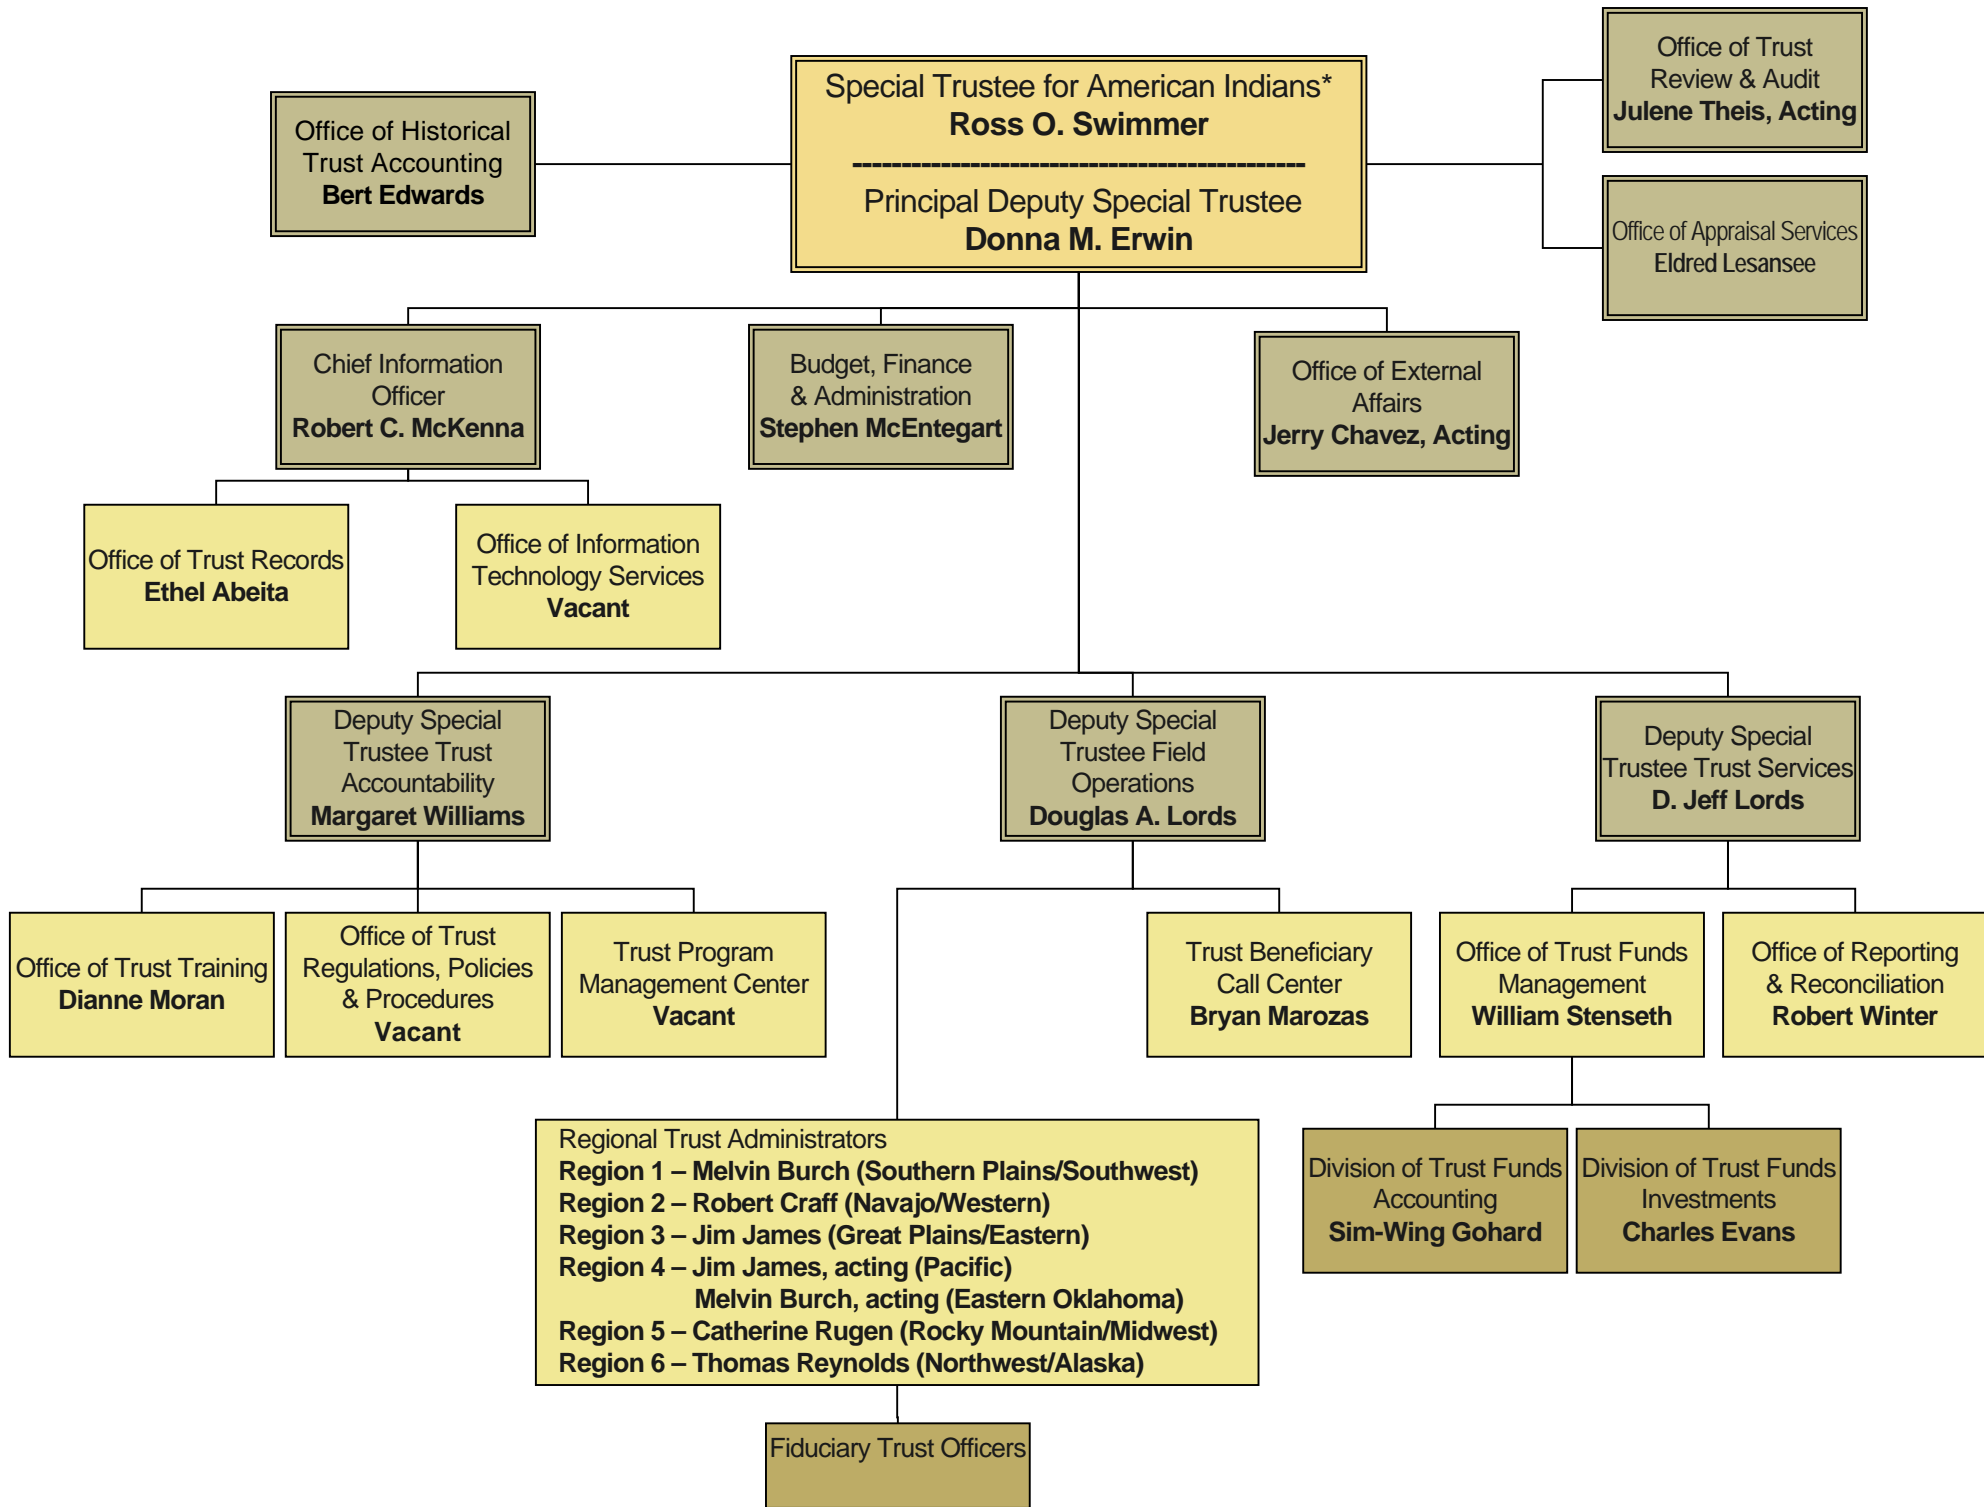 Office of Historical
Trust Accounting
Bert Edwards
Special Trustee for American Indians*
Ross O. Swimmer
----------------------------------------------
Principal Deputy Special Trustee
Donna M. Erwin
Office of Trust
Review & Audit
Julene Theis, Acting
Office of Appraisal Services
Eldred Lesansee
Chief Information
Officer
Robert C. McKenna
Budget, Finance
& Administration
Stephen McEntegart
Office of External
Affairs
Jerry Chavez, Acting
Office of Trust Records
Ethel Abeita
Office of Information
Technology Services
Vacant
Deputy Special
Trustee Trust
Accountability
Margaret Williams
Deputy Special
Trustee Field
Operations
Douglas A. Lords
Deputy Special
Trustee Trust Services
D. Jeff Lords
Office of Trust Training
Dianne Moran
Office of Trust
Regulations, Policies
& Procedures
Vacant
Trust Program
Management Center
Vacant
Trust Beneficiary
Call Center
Bryan Marozas
Office of Trust Funds
Management
William Stenseth
Office of Reporting
& Reconciliation
Robert Winter
Regional Trust Administrators
Region 1 – Melvin Burch (Southern Plains/Southwest)
Region 2 – Robert Craff (Navajo/Western)
Region 3 – Jim James (Great Plains/Eastern)
Region 4 – Jim James, acting (Pacific)
Melvin Burch, acting (Eastern Oklahoma)
Region 5 – Catherine Rugen (Rocky Mountain/Midwest)
Region 6 – Thomas Reynolds (Northwest/Alaska)
Division of Trust Funds
Accounting
Sim-Wing Gohard
Division of Trust Funds
Investments
Charles Evans
Fiduciary Trust Officers